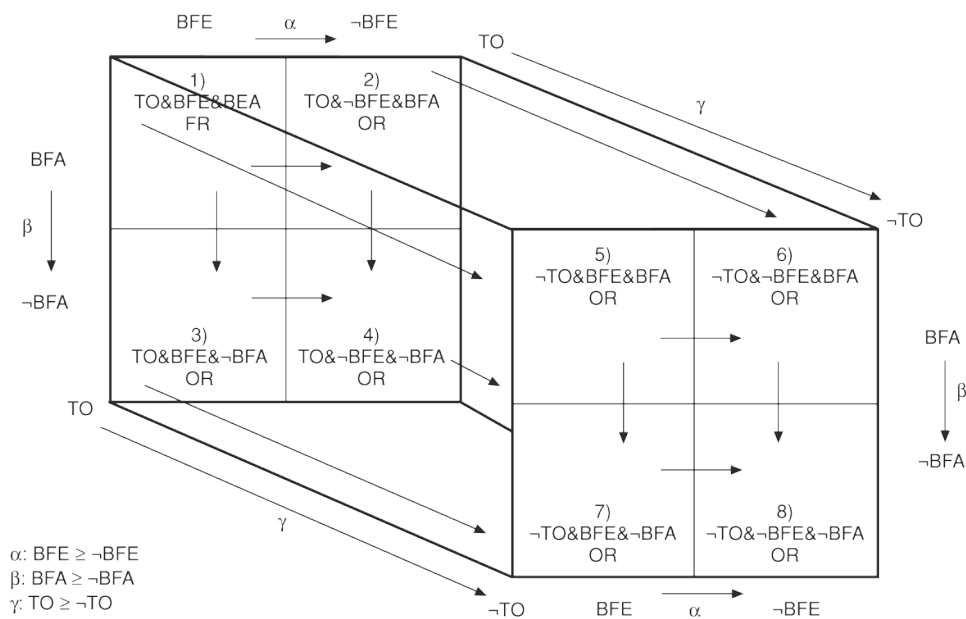 BFE α ¬BFE
TO
1)
TO&BFE&BEA
FR
2)
TO&¬BFE&BFA
OR
γ
BFA
β
¬BFA
¬TO
5)
¬TO&BFE&BFA
OR
6)
¬TO&¬BFE&BFA
OR
3)
TO&BFE&¬BFA
OR
4)
TO&¬BFE&¬BFA
OR
BFA
β
¬BFA
TO
γ
7)
¬TO&BFE&¬BFA
OR
8)
¬TO&¬BFE&¬BFA
OR
α: BFE ≥ ¬BFE
β: BFA ≥ ¬BFA
γ: TO ≥ ¬TO
¬TO
BFE α ¬BFE